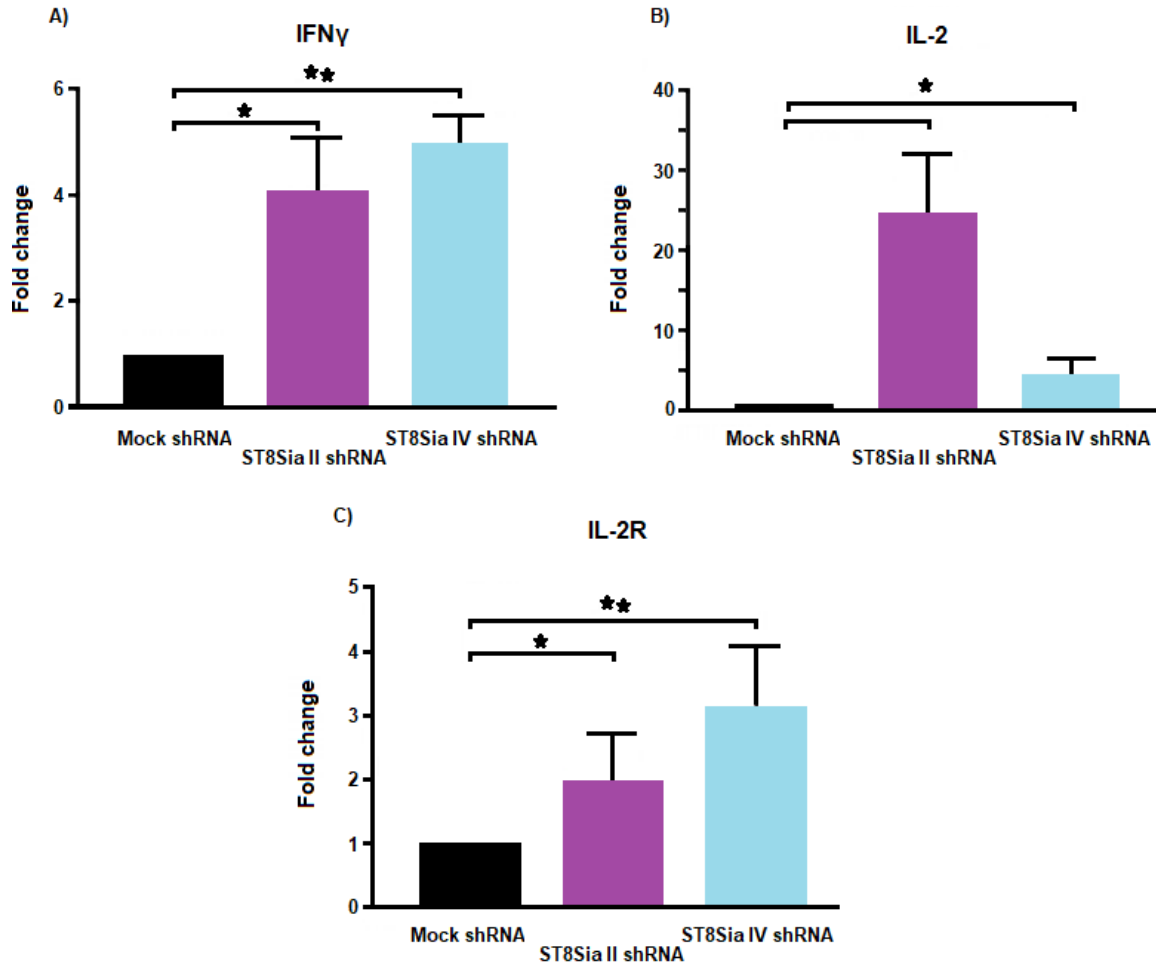 A)
IFNγ
Fold change
6
4
2
0
★★
★
Mock shRNA
ST8Sia II shRNA
ST8Sia IV shRNA
B)
IL-2
Fold change
40
30
20
10
0
★
Mock shRNA
ST8Sia II shRNA
ST8Sia IV shRNA
C)
IL-2R
Fold change
5
4
3
2
1
0
★★
★
Mock shRNA
ST8Sia II shRNA
ST8Sia IV shRNA